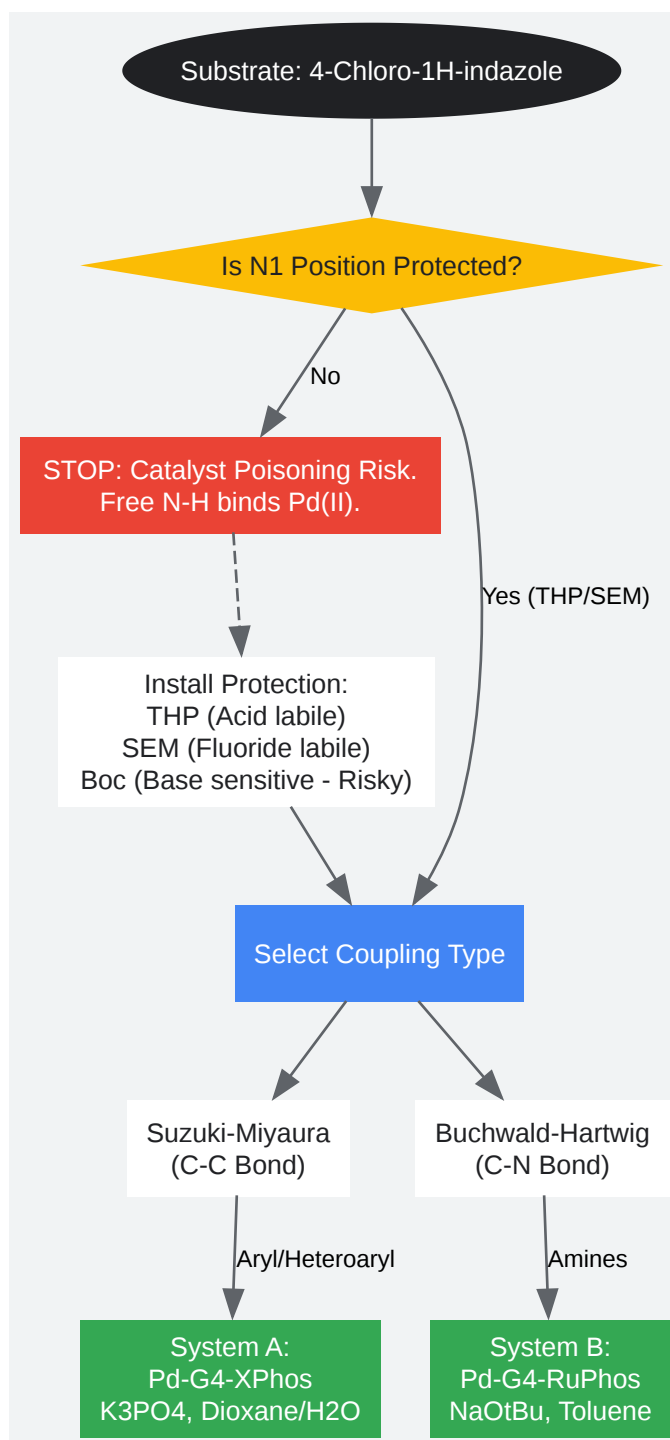 Substrate: 4-Chloro-1H-indazole
Is N1 Position Protected?
No
STOP: Catalyst Poisoning Risk.
Free N-H binds Pd(II).
Yes (THP/SEM)
Install Protection:
THP (Acid labile)
SEM (Fluoride labile)
Boc (Base sensitive - Risky)
Select Coupling Type
Suzuki-Miyaura
(C-C Bond)
Buchwald-Hartwig
(C-N Bond)
Aryl/Heteroaryl
Amines
System A:
Pd-G4-XPhos
K3PO4, Dioxane/H2O
System B:
Pd-G4-RuPhos
NaOtBu, Toluene